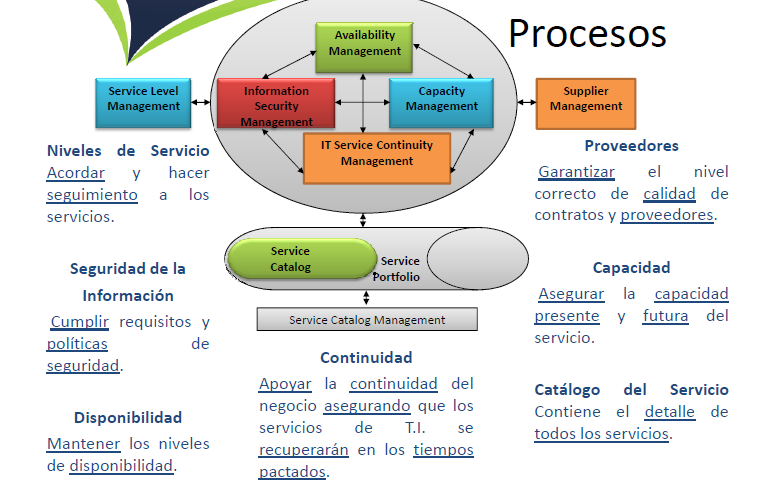 Procesos
Availability
Management
Service Level
Management
Information
Security
Management
Capacity
Management
Supplier
Management
IT Service Continuity
Management
Niveles de Servicio
Acordar y hacer
seguimiento a los
servicios.
Proveedores
Garantizar el nivel
correcto de calidad de
contratos y proveedores.
Service
Catalog
Service
Portfolio
Service Catalog Management
Seguridad de la
Información
Cumplir requisitos y
políticas de
seguridad.
Capacidad
Asegurar la capacidad
presente y futura del
servicio.
Continuidad
Apoyar la continuidad del
negocio asegurando que los
servicios de T.I. se
recuperarán en los tiempos
pactados.
Disponibilidad
Mantener los niveles
de disponibilidad.
Catálogo del Servicio
Contiene el detalle de
todos los servicios.